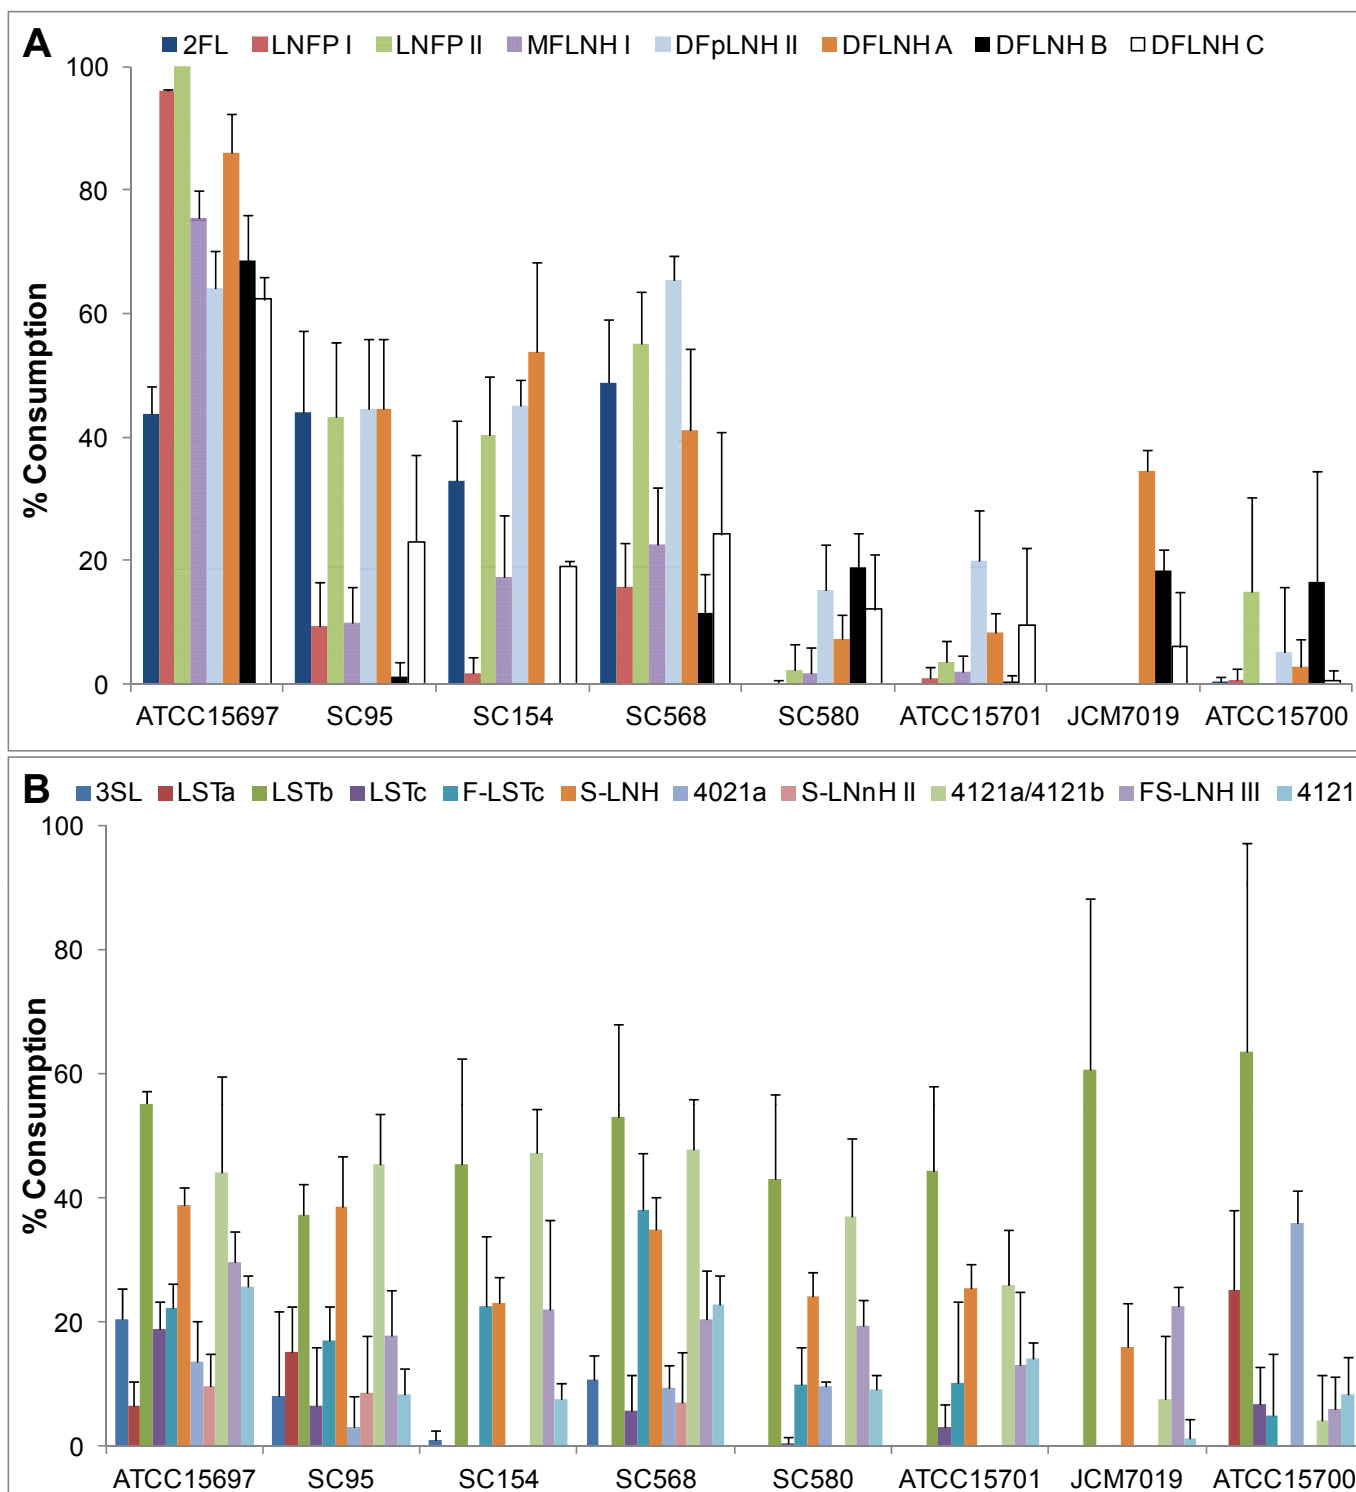 A
2FL LNFP I LNFP II MFLNH I DFpLNH II DFLNH A DFLNH B DFLNH C
100
80
60
40
20
0
% Consumption
ATCC15697 SC95 SC154 SC568 SC580 ATCC15701 JCM7019 ATCC15700
B
3SL LSTa LSTb LSTc F-LSTc S-LNH 4021a S-LNnH II 4121a/4121b FS-LNH III 4121
100
80
60
40
20
0
% Consumption
ATCC15697 SC95 SC154 SC568 SC580 ATCC15701 JCM7019 ATCC15700